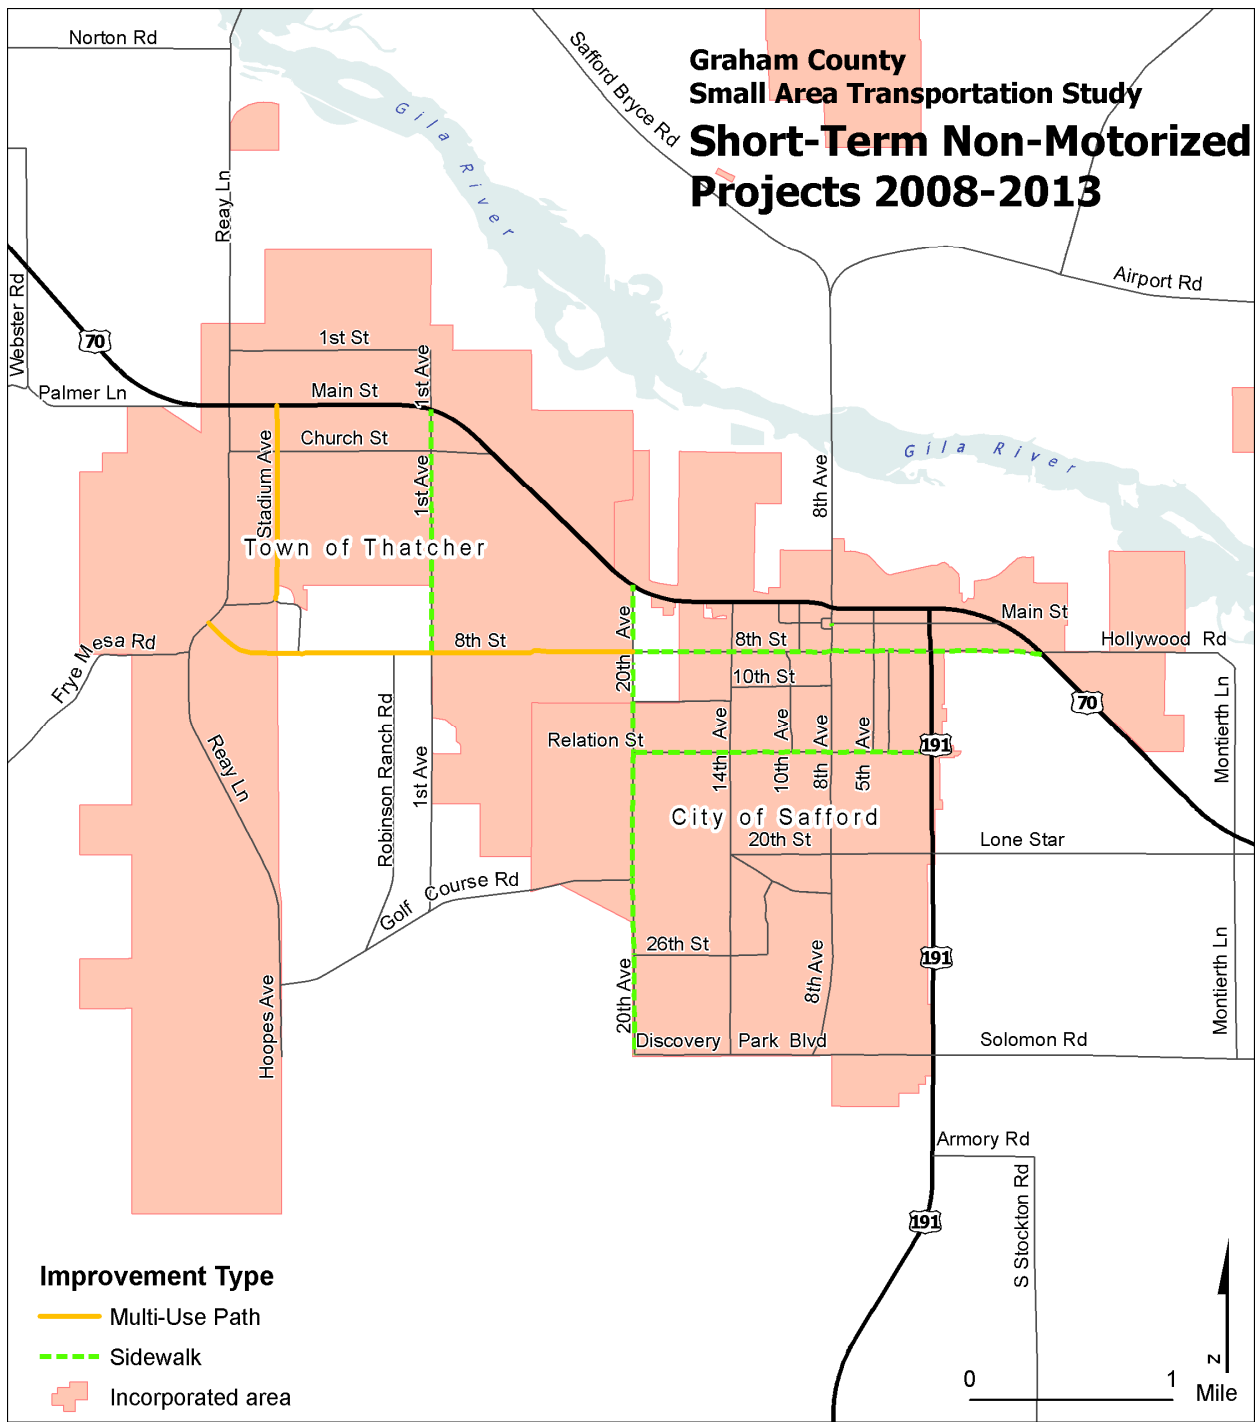 Graham County
Small Area Transportation Study
Short-Term Non-Motorized
Projects 2008-2013
Norton Rd
Safford Bryce Rd
Gila River
Reay Ln
Airport Rd
Webster Rd
70
1st St
1st Ave
Palmer Ln
Main St
Church St
Stadium Ave
1st Ave
8th Ave
Gila River
Town of Thatcher
Main St
Frye Mesa Rd
8th St
20th Ave
8th St
Hollywood Rd
10th St
70
Montierth Ln
Reay Ln
Robinson Ranch Rd
1st Ave
Relation St
14th Ave
10th Ave
8th Ave
5th Ave
191
City of Safford
20th St
Lone Star
Golf Course Rd
26th St
191
Hoopes Ave
20th Ave
8th Ave
Montierth Ln
Discovery Park Blvd
Solomon Rd
Armory Rd
S Stockton Rd
191
Improvement Type
Multi-Use Path
Sidewalk
Incorporated area
N
0 1
Mile